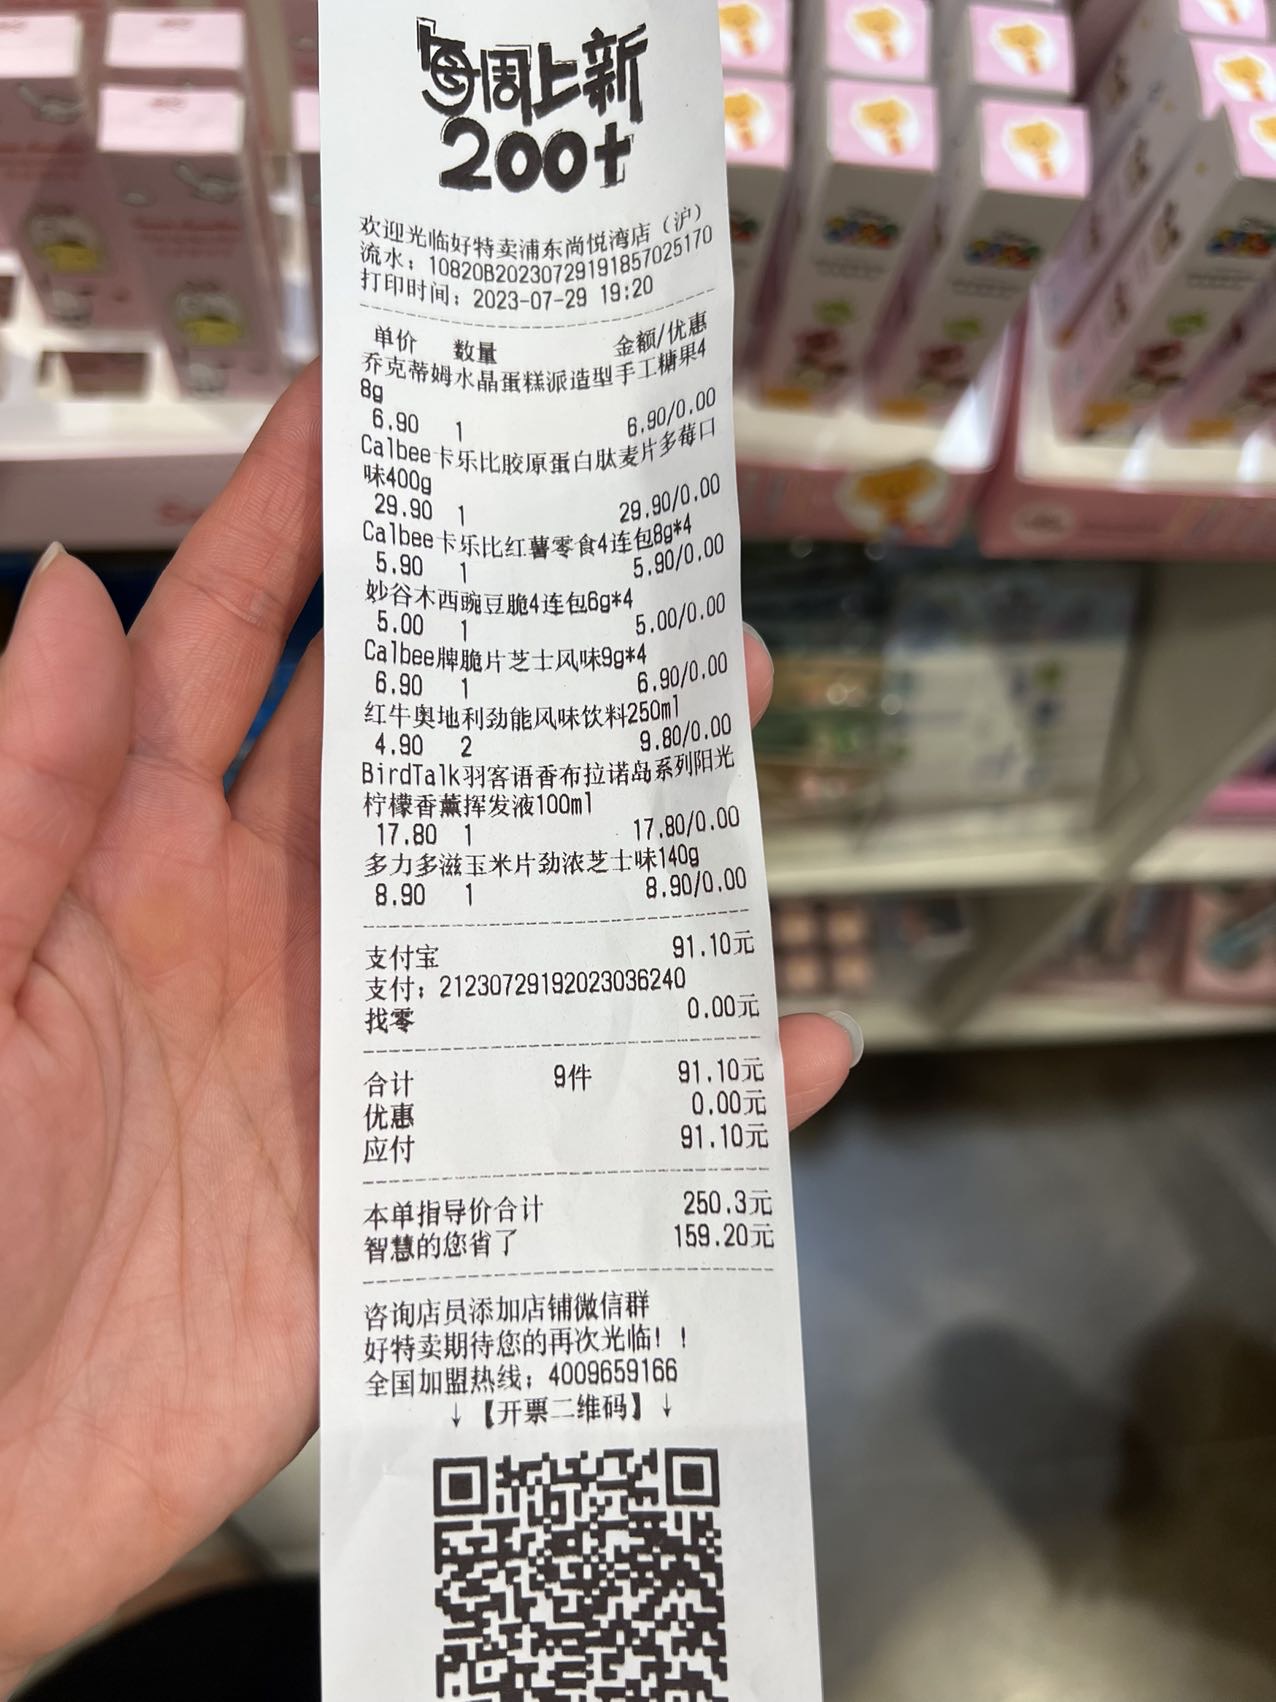 每周上新
200+
欢迎光临好特卖浦东尚悦湾店（沪）
流水：10820B20230729191857025170
打印时间：2023-07-29 19:20
单价 数量 金额/优惠
乔克蒂姆水晶蛋糕派造型手工糖果4
8g
6.90 1 6.90/0.00
Calbee卡乐比胶原蛋白肽麦片多莓口
味400g
29.90 1 29.90/0.00
Calbee卡乐比红薯零食4连包8g*4
5.90 1 5.90/0.00
妙谷木西豌豆脆4连包6g*4
5.00 1 5.00/0.00
Calbee牌脆片芝士风味9g*4
6.90 1 6.90/0.00
红牛奥地利劲能风味饮料250ml
4.90 2 9.80/0.00
BirdTalk羽客语香布拉诺岛系列阳光
柠檬香薰挥发液100ml
17.80 1 17.80/0.00
多力多滋玉米片劲浓芝士味140g
8.90 1 8.90/0.00
支付宝 91.10元
支付：21230729192023036240
找零 0.00元
合计 9件 91.10元
优惠 0.00元
应付 91.10元
本单指导价合计 250.3元
智慧的您省了 159.20元
咨询店员添加店铺微信群
好特卖期待您的再次光临！！
全国加盟热线：4009659166
↓【开票二维码】↓